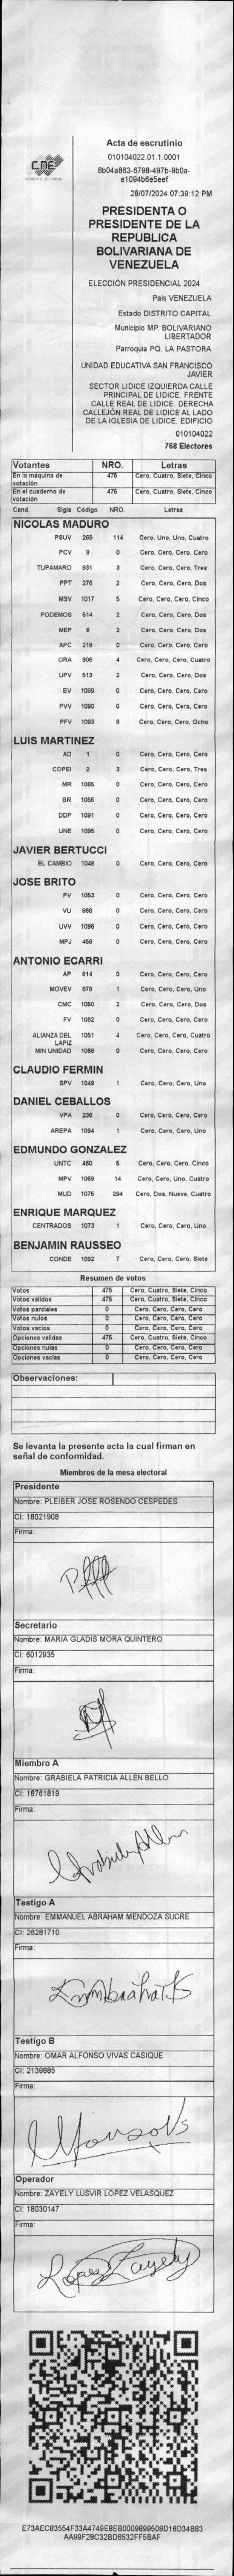 CNE
Acta de escrutinio
010104022.01.1.0001
8b04a863-6798-497b-9b0a-
e1094b6e5eef
28/07/2024 07:39:12 PM
PRESIDENTA O
PRESIDENTE DE LA
REPUBLICA
BOLIVARIANA DE
VENEZUELA
ELECCIÓN PRESIDENCIAL 2024
Pais VENEZUELA
Estado DISTRITO CAPITAL
Municipio MP. BOLIVARIANO
LIBERTADOR
Parroquia PQ. LA PASTORA
UNIDAD EDUCATIVA SAN FRANCISCO
JAVIER
SECTOR LIDICE IZQUIERDA CALLE
PRINCIPAL DE LIDICE. FRENTE
CALLE REAL DE LIDICE. DERECHA
CALLEJÓN REAL DE LIDICE AL LADO
DE LA IGLESIA DE LIDICE. EDIFICIO
010104022
768 Electores
Votantes NRO. Letras
En la máquina de votación 475 Cero, Cuatro, Siete, Cinco
En el cuaderno de votación 475 Cero, Cuatro, Siete, Cinco
Cand. Sigla Código NRO. Letras
NICOLAS MADURO
PSUV 269 114 Cero, Uno, Uno, Cuatro
PCV 9 0 Cero, Cero, Cero, Cero
TUPAMARO 931 3 Cero, Cero, Cero, Tres
PPT 276 2 Cero, Cero, Cero, Dos
MSV 1017 5 Cero, Cero, Cero, Cinco
PODEMOS 514 2 Cero, Cero, Cero, Dos
MEP 6 2 Cero, Cero, Cero, Dos
APC 219 0 Cero, Cero, Cero, Cero
ORA 906 4 Cero, Cero, Cero, Cuatro
UPV 513 2 Cero, Cero, Cero, Dos
EV 1089 0 Cero, Cero, Cero, Cero
PVV 1090 0 Cero, Cero, Cero, Cero
PFV 1093 8 Cero, Cero, Cero, Ocho
LUIS MARTINEZ
AD 1 0 Cero, Cero, Cero, Cero
COPEI 2 3 Cero, Cero, Cero, Tres
MR 1065 0 Cero, Cero, Cero, Cero
BR 1066 0 Cero, Cero, Cero, Cero
DDP 1091 0 Cero, Cero, Cero, Cero
UNE 1095 0 Cero, Cero, Cero, Cero
JAVIER BERTUCCI
EL CAMBIO 1048 0 Cero, Cero, Cero, Cero
JOSE BRITO
PV 1053 0 Cero, Cero, Cero, Cero
VU 868 0 Cero, Cero, Cero, Cero
UVV 1096 0 Cero, Cero, Cero, Cero
MPJ 458 0 Cero, Cero, Cero, Cero
ANTONIO ECARRI
AP 814 0 Cero, Cero, Cero, Cero
MOVEV 878 1 Cero, Cero, Cero, Uno
CMC 1050 2 Cero, Cero, Cero, Dos
FV 1082 0 Cero, Cero, Cero, Cero
ALIANZA DEL LAPIZ 1051 4 Cero, Cero, Cero, Cuatro
MIN UNIDAD 1088 0 Cero, Cero, Cero, Cero
CLAUDIO FERMIN
SPV 1049 1 Cero, Cero, Cero, Uno
DANIEL CEBALLOS
VPA 236 0 Cero, Cero, Cero, Cero
AREPA 1094 1 Cero, Cero, Cero, Uno
EDMUNDO GONZALEZ
UNTC 460 5 Cero, Cero, Cero, Cinco
MPV 1069 14 Cero, Cero, Uno, Cuatro
MUD 1075 294 Cero, Dos, Nueve, Cuatro
ENRIQUE MARQUEZ
CENTRADOS 1073 1 Cero, Cero, Cero, Uno
BENJAMIN RAUSSEO
CONDE 1092 7 Cero, Cero, Cero, Siete
Resumen de votos
Votos 475 Cero, Cuatro, Siete, Cinco
Votos validos 475 Cero, Cuatro, Siete, Cinco
Votos parciales 0 Cero, Cero, Cero, Cero
Votos nulos 0 Cero, Cero, Cero, Cero
Votos vacios 0 Cero, Cero, Cero, Cero
Opciones validas 475 Cero, Cuatro, Siete, Cinco
Opciones nulas 0 Cero, Cero, Cero, Cero
Opciones vacias 0 Cero, Cero, Cero, Cero
Observaciones:
Se levanta la presente acta la cual firman en
señal de conformidad.
Miembros de la mesa electoral
Presidente
Nombre: PLEIBER JOSE ROSENDO CESPEDES
CI: 18021908
Firma:
Secretario
Nombre: MARIA GLADIS MORA QUINTERO
CI: 6012935
Firma:
Miembro A
Nombre: GRABIELA PATRICIA ALLEN BELLO
CI: 18761819
Firma:
Testigo A
Nombre: EMMANUEL ABRAHAM MENDOZA SUCRE
CI: 26281710
Firma:
Testigo B
Nombre: OMAR ALFONSO VIVAS CASIQUE
CI: 2139885
Firma:
Operador
Nombre: ZAYELY LUSVIR LOPEZ VELASQUEZ
CI: 18030147
Firma:
Lopez Zayely
E73AEC83554F33A4749E8EB0009899508D16D34B83
AA99F28C32BD6532FF5BAF